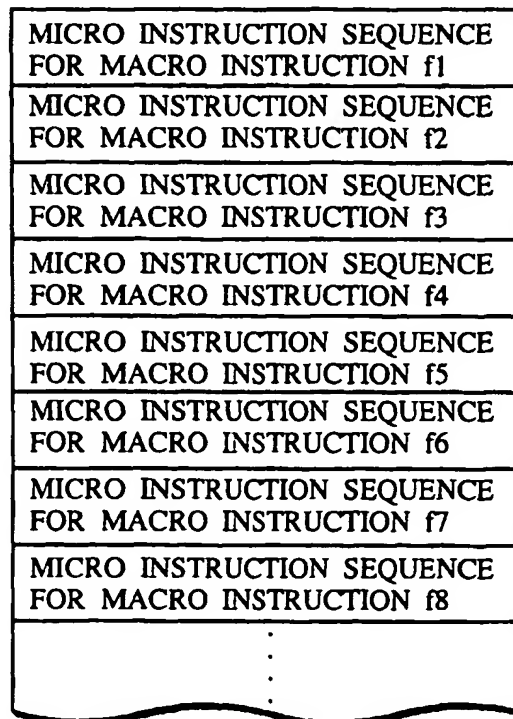 MICRO INSTRUCTION SEQUENCE
FOR MACRO INSTRUCTION f1
MICRO INSTRUCTION SEQUENCE
FOR MACRO INSTRUCTION f2
MICRO INSTRUCTION SEQUENCE
FOR MACRO INSTRUCTION f3
MICRO INSTRUCTION SEQUENCE
FOR MACRO INSTRUCTION f4
MICRO INSTRUCTION SEQUENCE
FOR MACRO INSTRUCTION f5
MICRO INSTRUCTION SEQUENCE
FOR MACRO INSTRUCTION f6
MICRO INSTRUCTION SEQUENCE
FOR MACRO INSTRUCTION f7
MICRO INSTRUCTION SEQUENCE
FOR MACRO INSTRUCTION f8